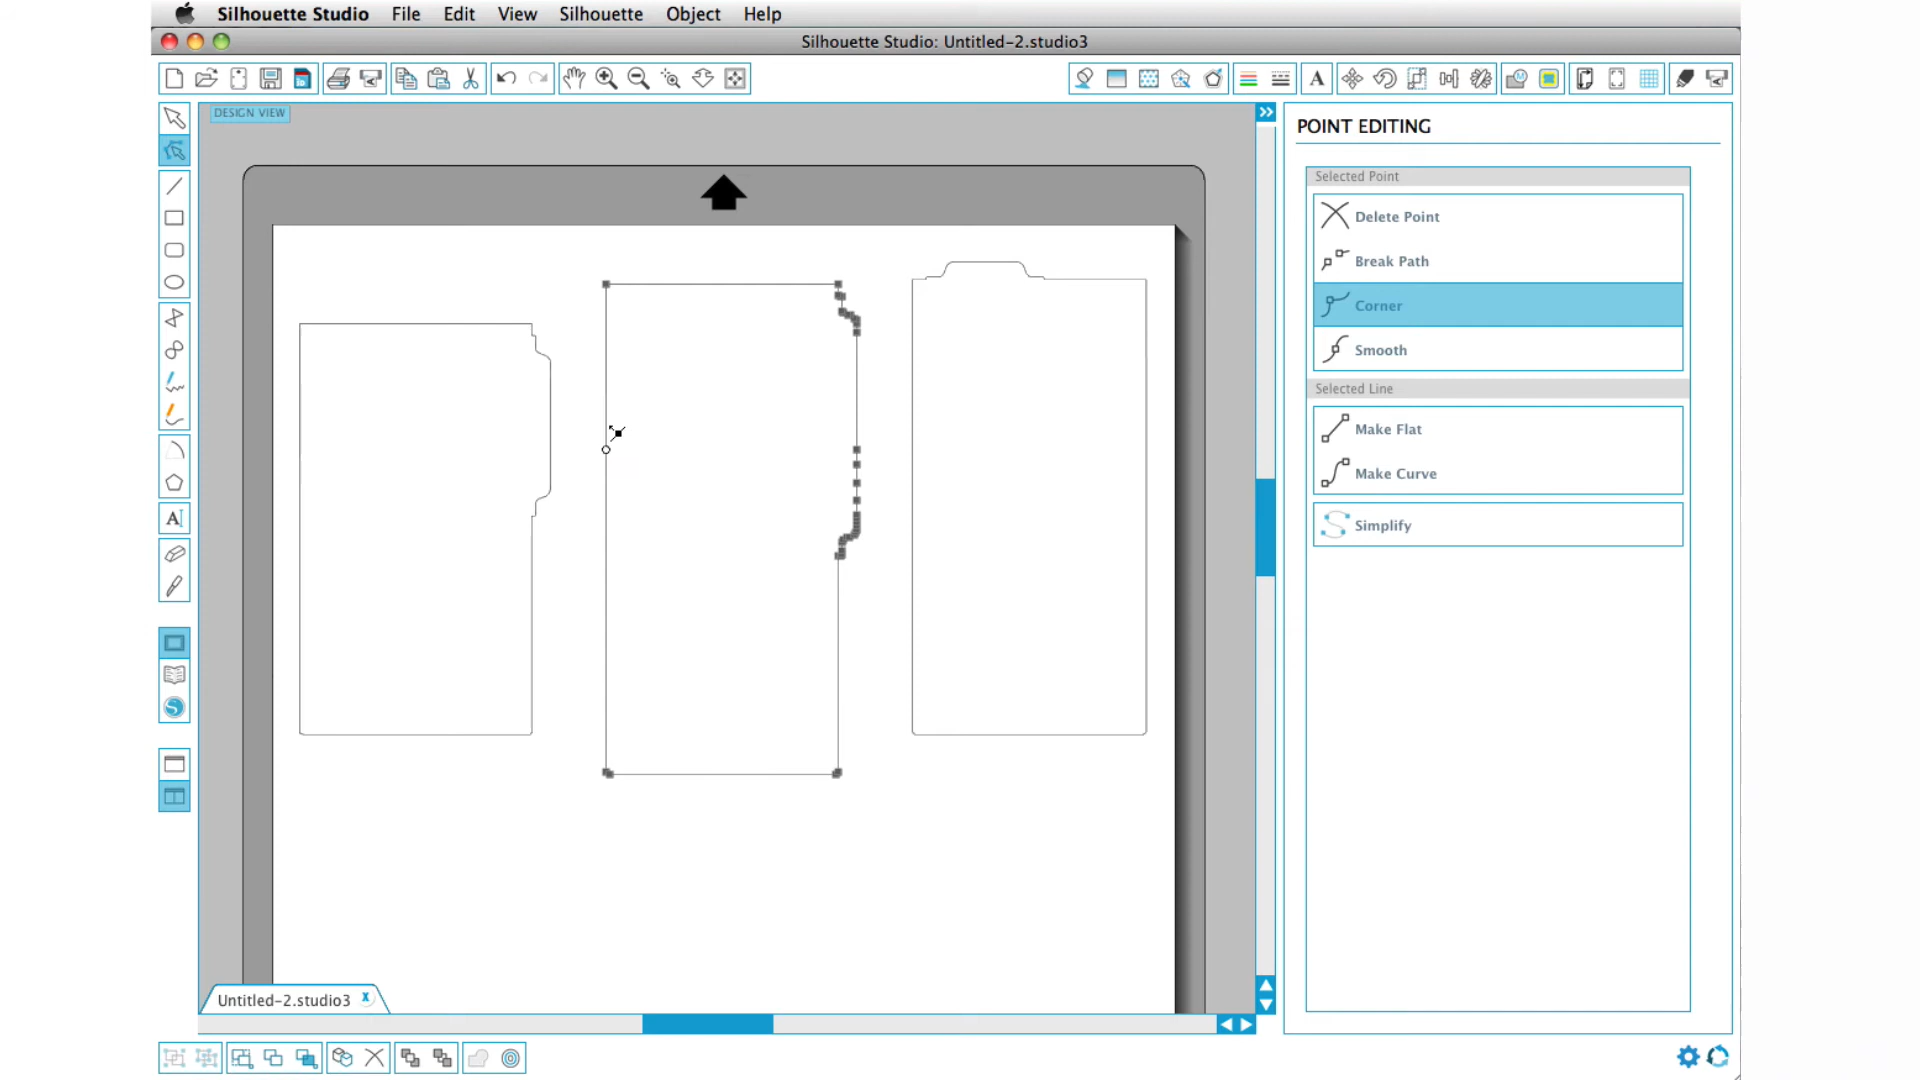 Silhouette Studio File Edit View Silhouette Object Help
Silhouette Studio: Untitled-2.studio3
DESIGN VIEW
POINT EDITING
Selected Point
Delete Point
Break Path
Corner
Smooth
Selected Line
Make Flat
Make Curve
Simplify
Untitled-2.studio3 x